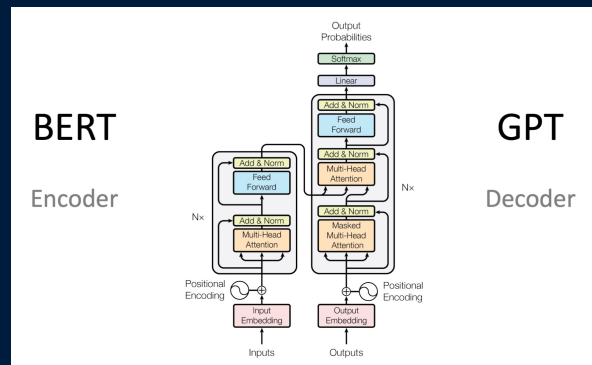 BERT
Encoder
GPT
Decoder
Output
Probabilities
Softmax
Linear
Add & Norm
Feed
Forward
Add & Norm
Multi-Head
Attention
Add & Norm
Masked
Multi-Head
Attention
Nx
Positional
Encoding
Output
Embedding
Outputs
Add & Norm
Feed
Forward
Add & Norm
Multi-Head
Attention
Nx
Positional
Encoding
Input
Embedding
Inputs